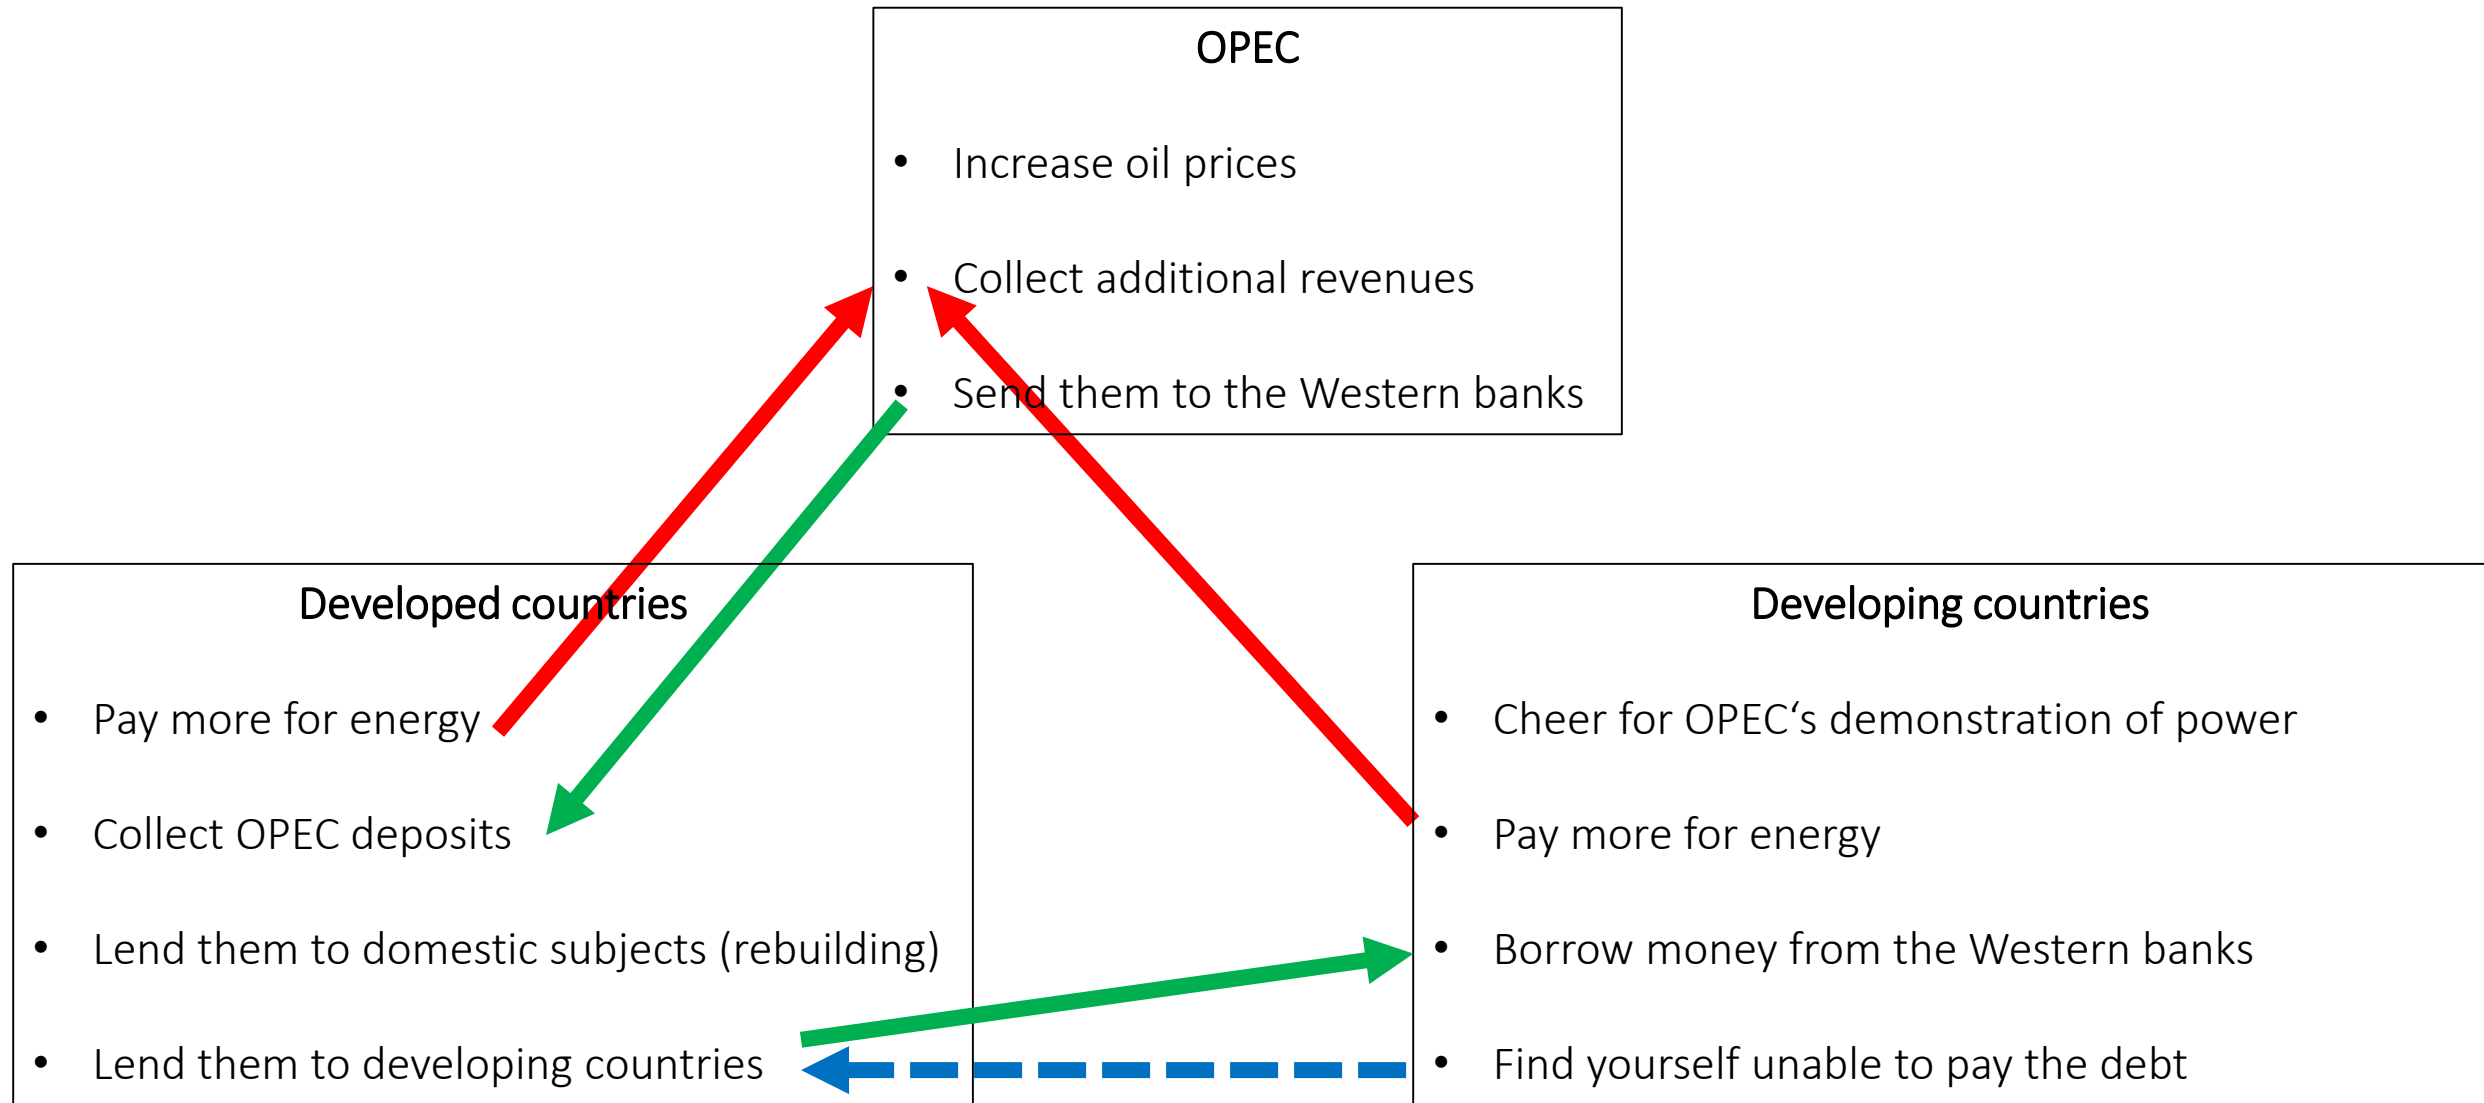 OPEC
• Increase oil prices
• Collect additional revenues
• Send them to the Western banks
Developed countries
• Pay more for energy
• Collect OPEC deposits
• Lend them to domestic subjects (rebuilding)
• Lend them to developing countries
Developing countries
• Cheer for OPEC‘s demonstration of power
• Pay more for energy
• Borrow money from the Western banks
• Find yourself unable to pay the debt